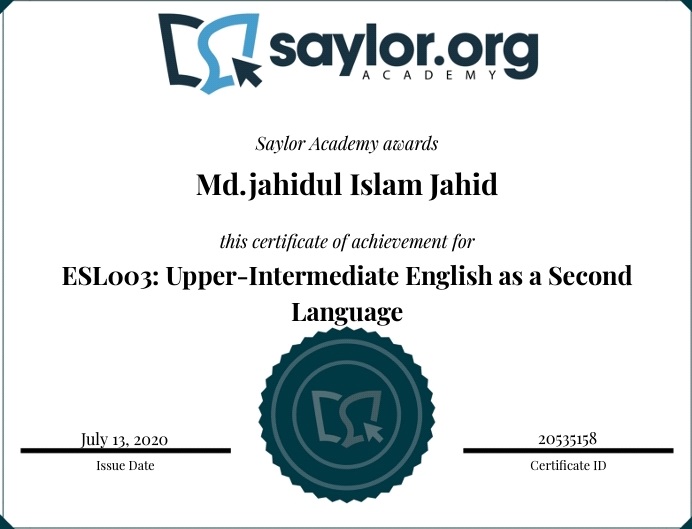 saylor.org
ACADEMY
Saylor Academy awards
Md.jahidul Islam Jahid
this certificate of achievement for
ESL003: Upper-Intermediate English as a Second
Language
July 13, 2020
Issue Date
20535158
Certificate ID